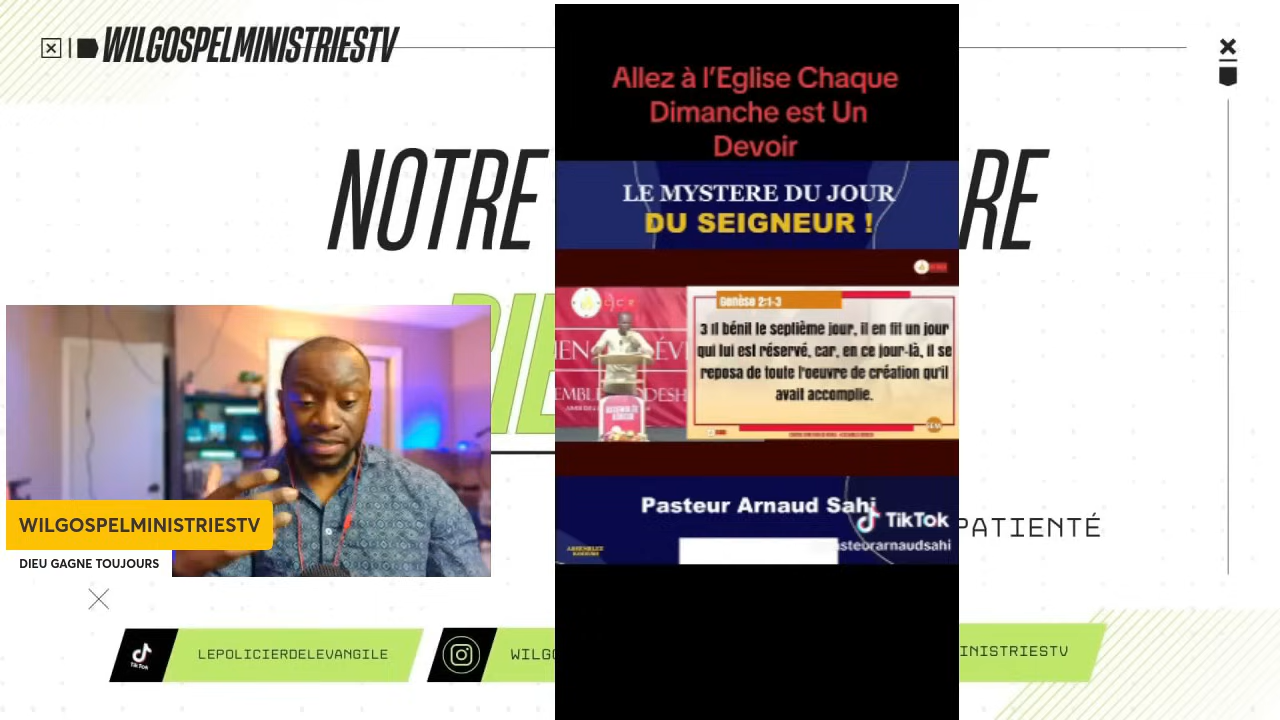 WILGOSPELMINISTRIESTV
NOTRE
RE
Allez à l’Eglise Chaque
Dimanche est Un
Devoir
LE MYSTERE DU JOUR
DU SEIGNEUR !
Genèse 2:1-3
3 Il bénit le septième jour, il en fit un jour
qui lui est réservé, car, en ce jour-là, il se
reposa de toute l'oeuvre de création qu'il
avait accomplie.
Pasteur Arnaud Sahi
TikTok
asteurarnaudsahi
WILGOSPELMINISTRIESTV
DIEU GAGNE TOUJOURS
PATIENTÉ
TikTok
LEPOLICIERDELEVANGILE
WILGO
INISTRIESTV